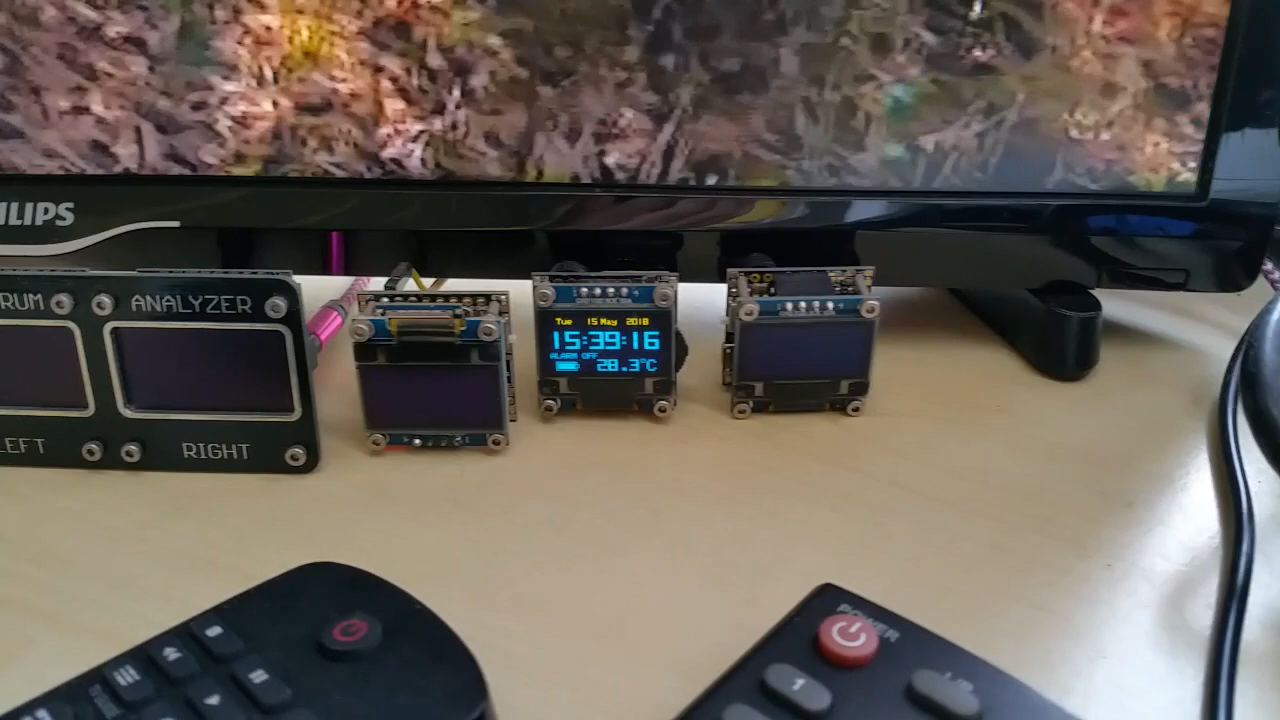 ILIPS
RUM
ANALYZER
LEFT
RIGHT
Tue 15 May 2018
15:39:16
ALARM OFF
28.3°C
POWER
1